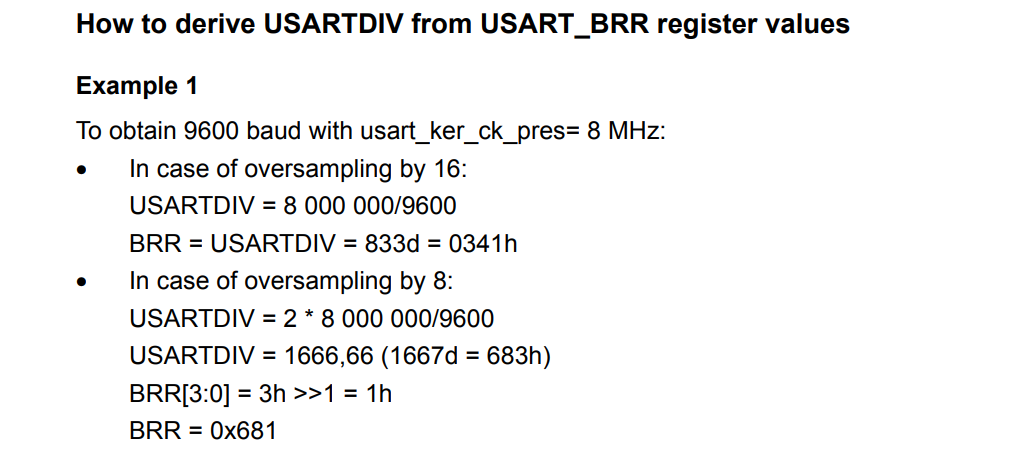 How to derive USARTDIV from USART_BRR register values
Example 1
To obtain 9600 baud with usart_ker_ck_pres= 8 MHz:
• In case of oversampling by 16:
USARTDIV = 8 000 000/9600
BRR = USARTDIV = 833d = 0341h
• In case of oversampling by 8:
USARTDIV = 2 * 8 000 000/9600
USARTDIV = 1666,66 (1667d = 683h)
BRR[3:0] = 3h >>1 = 1h
BRR = 0x681